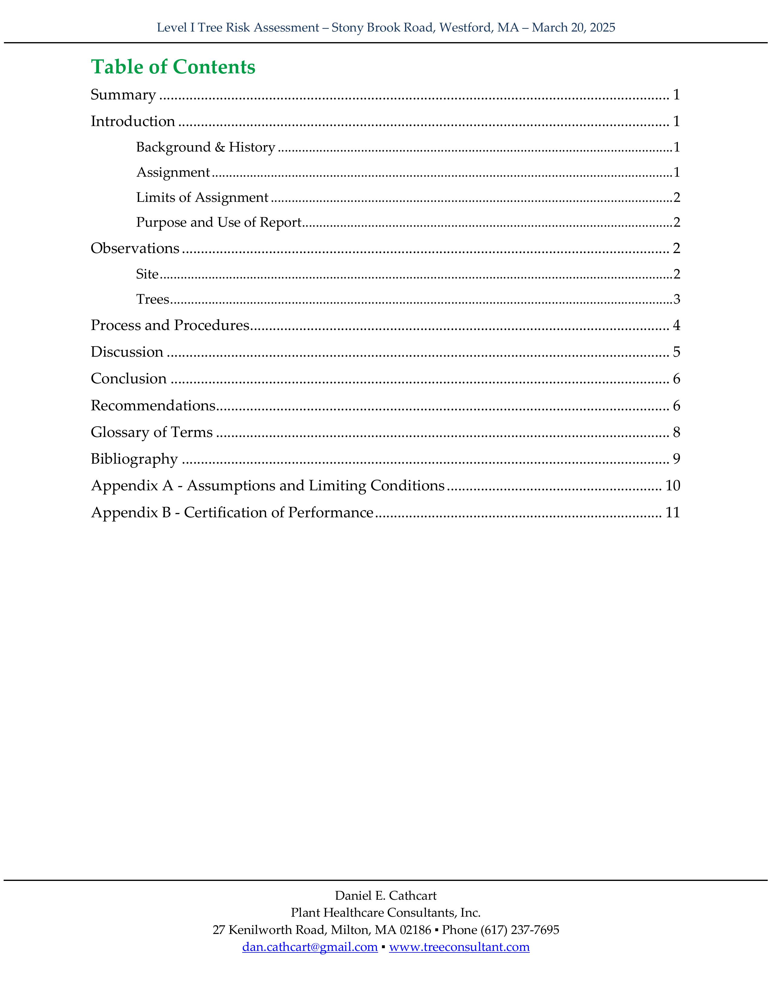 Level I Tree Risk Assessment – Stony Brook Road, Westford, MA – March 20, 2025
Table of Contents
Summary ........ 1
Introduction ........ 1
Background & History ........ 1
Assignment ........ 1
Limits of Assignment ........ 2
Purpose and Use of Report ........ 2
Observations ........ 2
Site ........ 2
Trees ........ 3
Process and Procedures ........ 4
Discussion ........ 5
Conclusion ........ 6
Recommendations ........ 6
Glossary of Terms ........ 8
Bibliography ........ 9
Appendix A - Assumptions and Limiting Conditions ........ 10
Appendix B - Certification of Performance ........ 11
Daniel E. Cathcart
Plant Healthcare Consultants, Inc.
27 Kenilworth Road, Milton, MA 02186 ▪ Phone (617) 237-7695
dan.cathcart@gmail.com ▪ www.treeconsultant.com